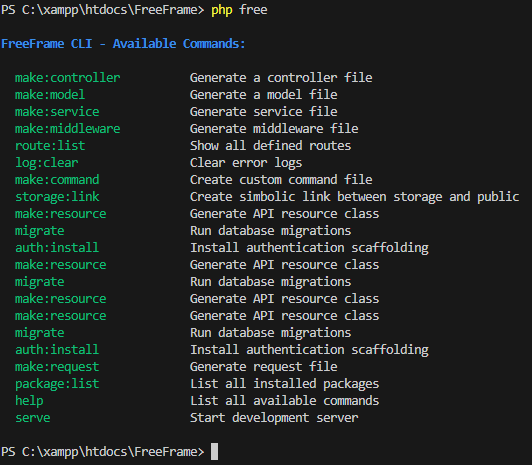 PS C:\xampp\htdocs\FreeFrame> php free
FreeFrame CLI - Available Commands:
make:controller Generate a controller file
make:model Generate a model file
make:service Generate service file
make:middleware Generate middleware file
route:list Show all defined routes
log:clear Clear error logs
make:command Create custom command file
storage:link Create simbolic link between storage and public
make:resource Generate API resource class
migrate Run database migrations
auth:install Install authentication scaffolding
make:resource Generate API resource class
migrate Run database migrations
make:resource Generate API resource class
make:resource Generate API resource class
migrate Run database migrations
auth:install Install authentication scaffolding
make:request Generate request file
package:list List all installed packages
help List all available commands
serve Start development server
PS C:\xampp\htdocs\FreeFrame>